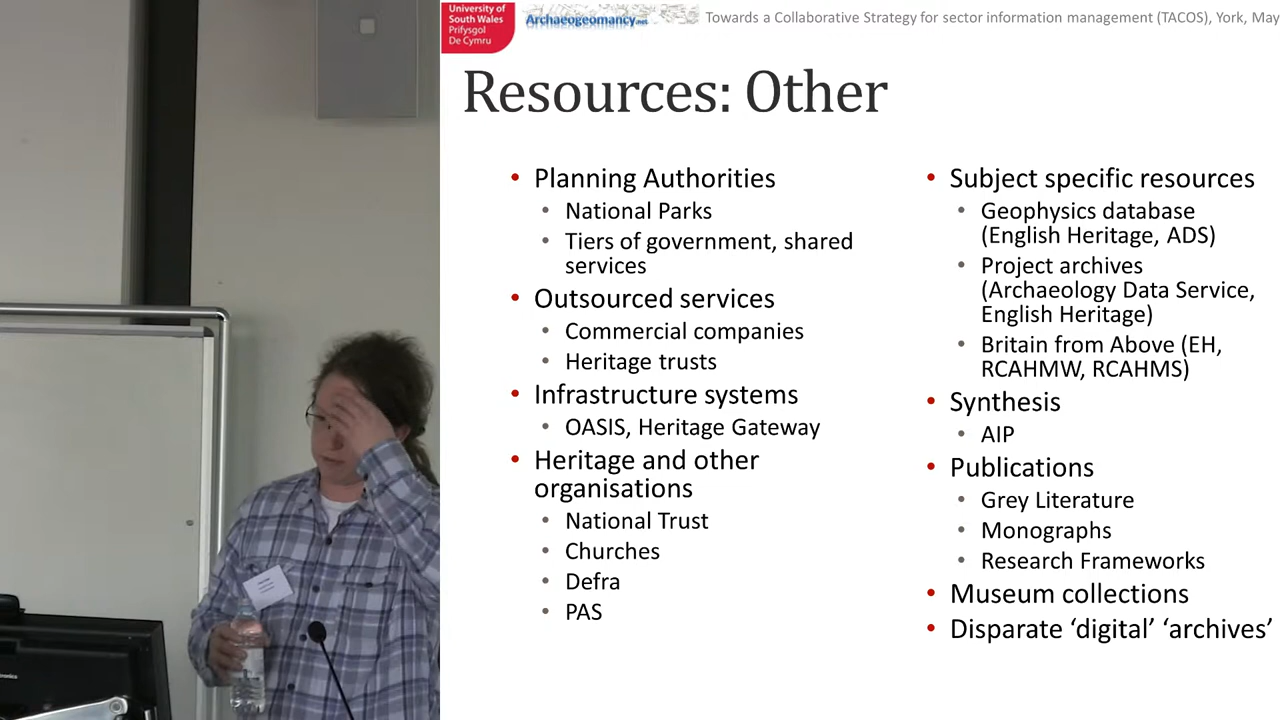 University of
South Wales
Prifysgol
De Cymru
Archaeogeomancy.net
Towards a Collaborative Strategy for sector information management (TACOS), York, May
Resources: Other
• Planning Authorities
• National Parks
• Tiers of government, shared
services
• Outsourced services
• Commercial companies
• Heritage trusts
• Infrastructure systems
• OASIS, Heritage Gateway
• Heritage and other
organisations
• National Trust
• Churches
• Defra
• PAS
• Subject specific resources
• Geophysics database
(English Heritage, ADS)
• Project archives
(Archaeology Data Service,
English Heritage)
• Britain from Above (EH,
RCAHMW, RCAHMS)
• Synthesis
• AIP
• Publications
• Grey Literature
• Monographs
• Research Frameworks
• Museum collections
• Disparate ‘digital’ ‘archives’